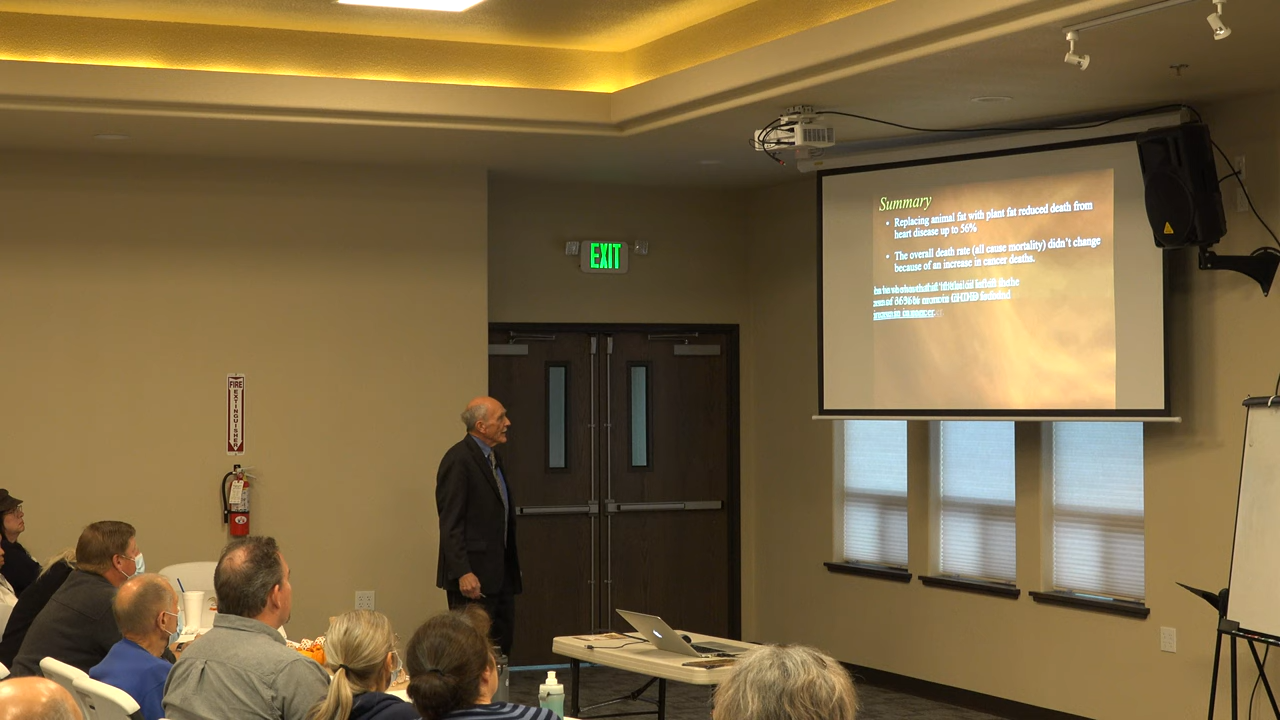 Summary
• Replacing animal fat with plant fat reduced death from
heart disease up to 56%
• The overall death rate (all cause mortality) didn't change
because of an increase in cancer deaths.
EXIT
FIRE
EXTINGUISHER